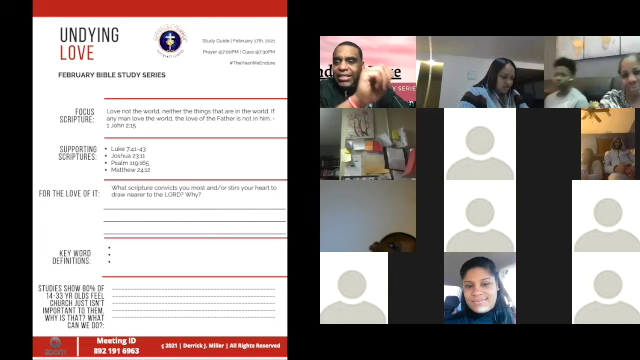 UNDYING
LOVE
Study Guide | February 17th, 2021
Prayer @7:00PM | Class @7:30PM
#TheYearWeEndure
FEBRUARY BIBLE STUDY SERIES
FOCUS
SCRIPTURE:
Love not the world, neither the things that are in the world. If
any man love the world, the love of the Father is not in him. -
1 John 2:15
SUPPORTING
SCRIPTURES:
• Luke 7:41-43
• Joshua 23:11
• Psalm 119:165
• Matthew 24:12
FOR THE LOVE OF IT:
What scripture convicts you most and/or stirs your heart to
draw nearer to the LORD? Why?
KEY WORD
DEFINITIONS:
STUDIES SHOW 80% OF
14-33 YR OLDS FEEL
CHURCH JUST ISN'T
IMPORTANT TO THEM.
WHY IS THAT? WHAT
CAN WE DO?:
zoom
Meeting ID
892 191 6963
ç 2021 | Derrick J. Miller | All Rights Reserved